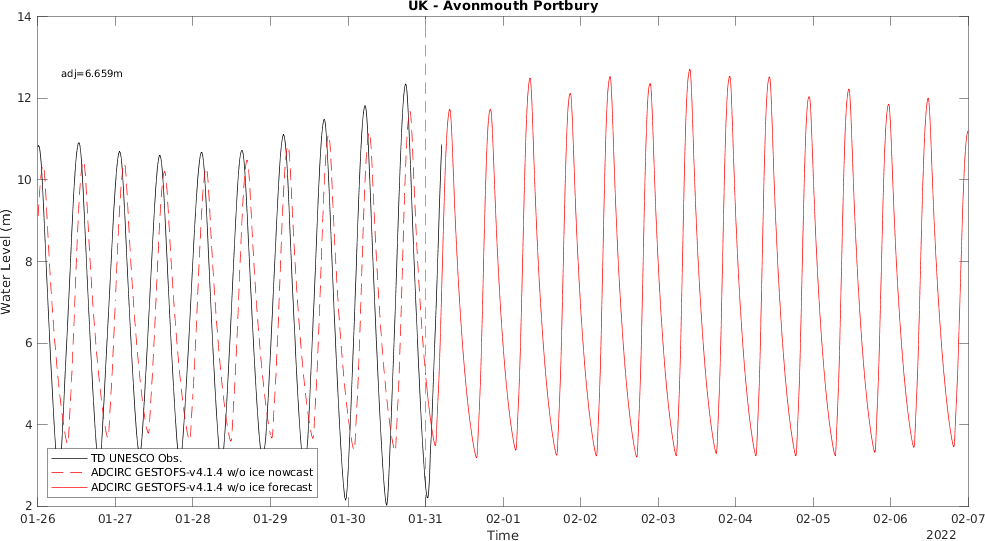 UK - Avonmouth Portbury
14
12
10
8
6
4
2
Water Level (m)
adj=6.659m
TD UNESCO Obs.
ADCIRC GESTOFS-v4.1.4 w/o ice nowcast
ADCIRC GESTOFS-v4.1.4 w/o ice forecast
01-26 01-27 01-28 01-29 01-30 01-31 02-01 02-02 02-03 02-04 02-05 02-06 02-07
Time
2022